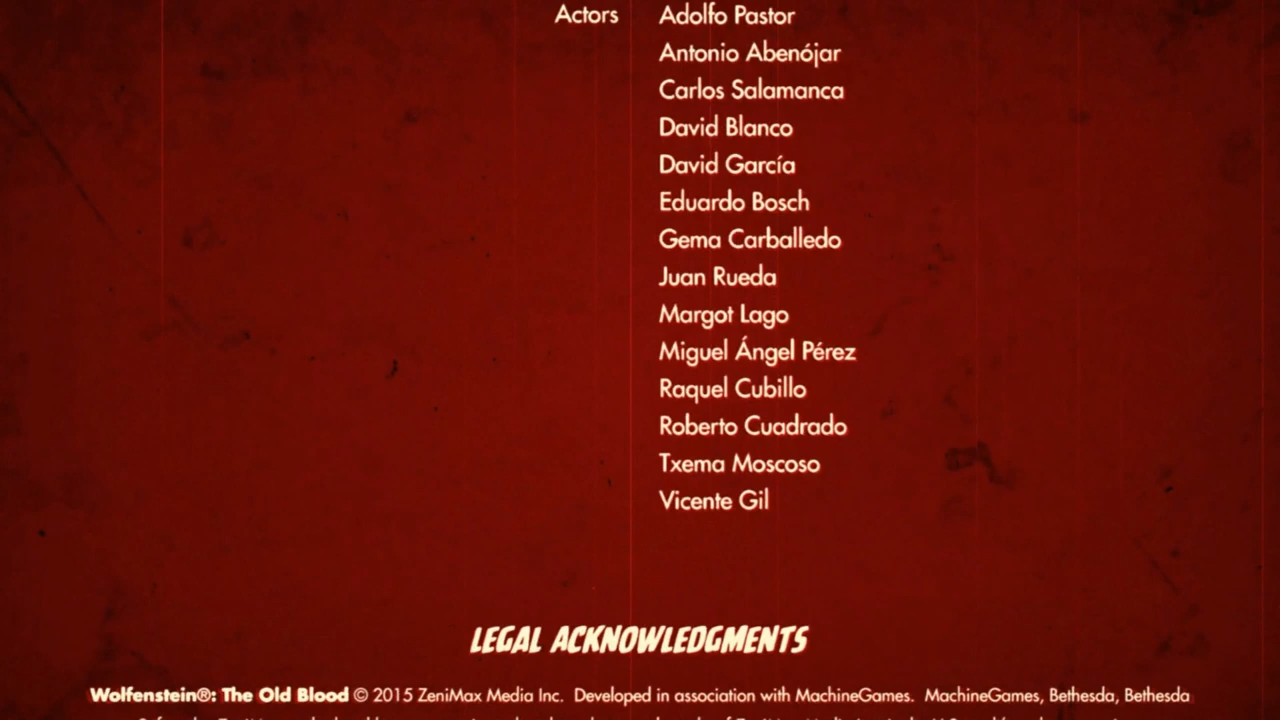 Actors Adolfo Pastor
Antonio Abenójar
Carlos Salamanca
David Blanco
David García
Eduardo Bosch
Gema Carballedo
Juan Rueda
Margot Lago
Miguel Ángel Pérez
Raquel Cubillo
Roberto Cuadrado
Txema Moscoso
Vicente Gil
LEGAL ACKNOWLEDGMENTS
Wolfenstein®: The Old Blood © 2015 ZeniMax Media Inc. Developed in association with MachineGames. MachineGames, Bethesda, Bethesda